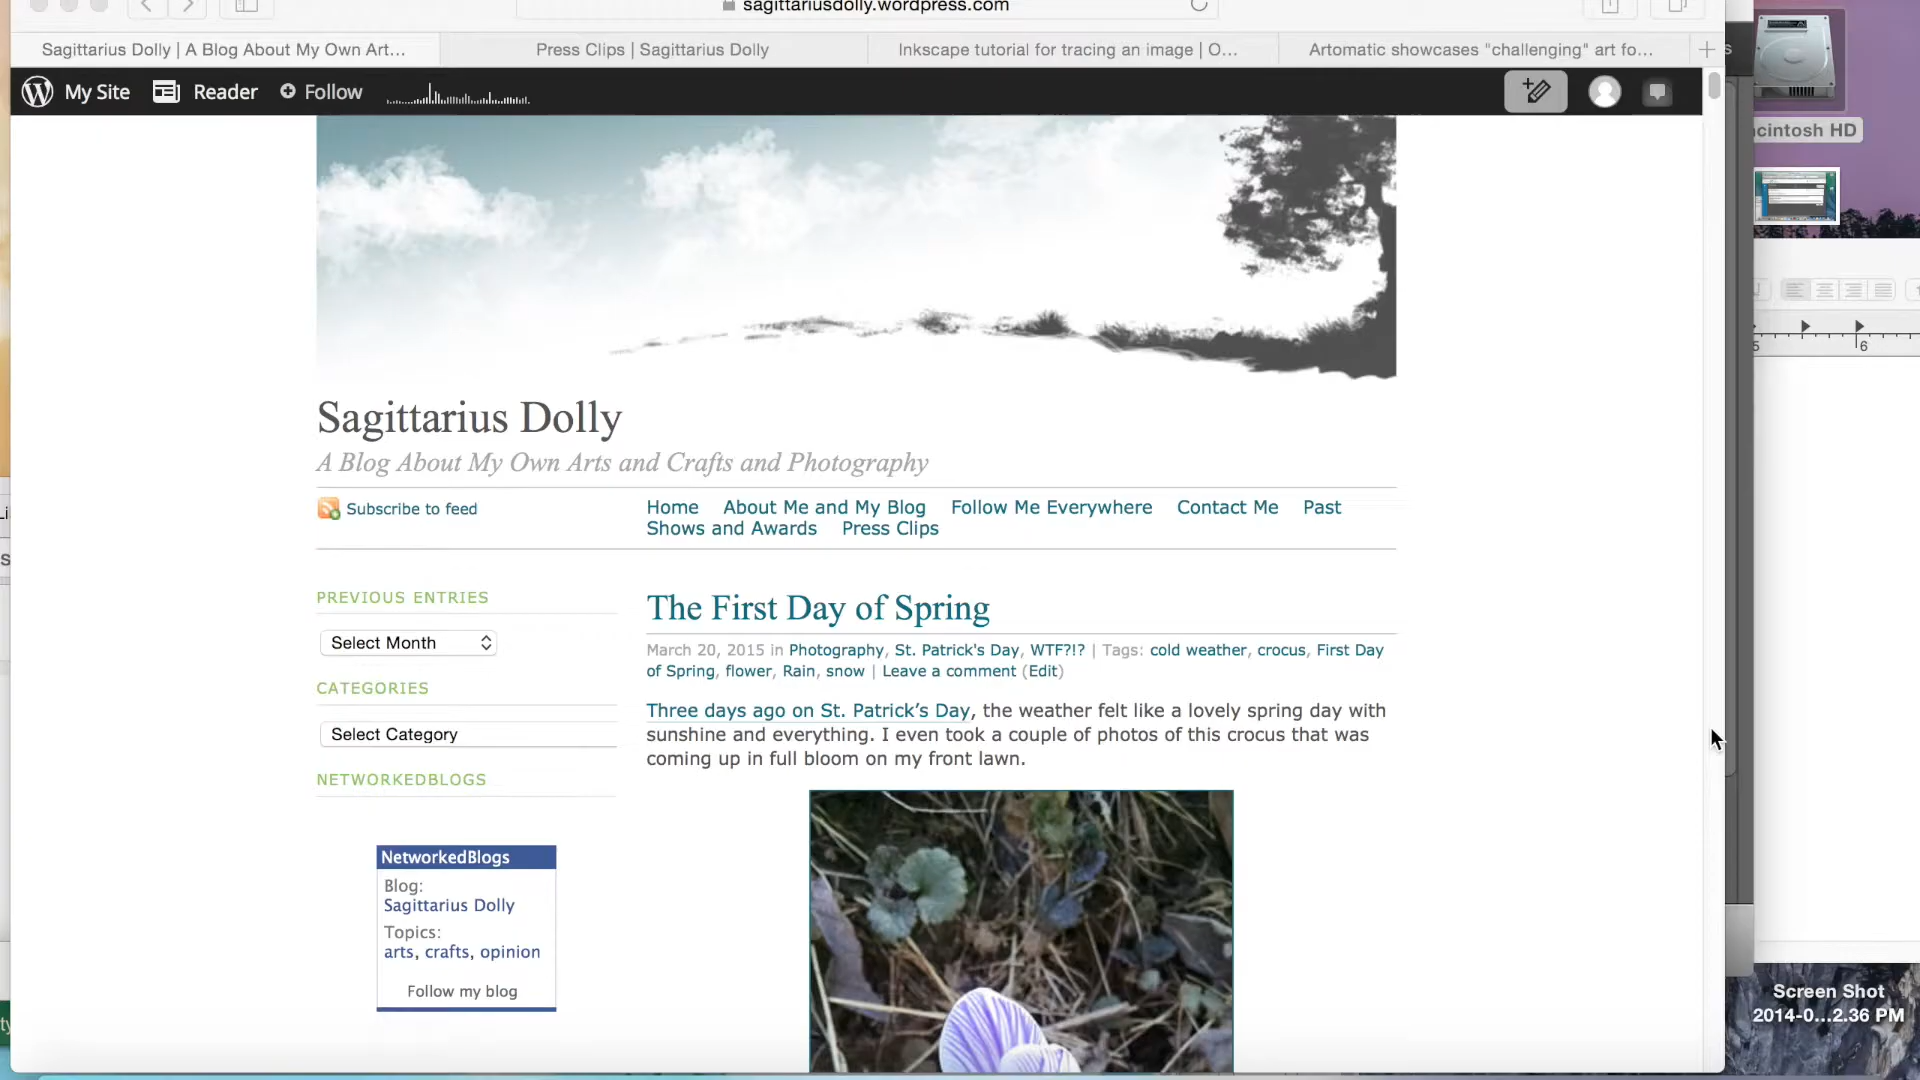 sagittariusdolly.wordpress.com
Sagittarius Dolly | A Blog About My Own Art...
Press Clips | Sagittarius Dolly
Inkscape tutorial for tracing an image | O...
Artomatic showcases "challenging" art fo...
My Site
Reader
Follow
cintosh HD
Sagittarius Dolly
A Blog About My Own Arts and Crafts and Photography
Subscribe to feed
Home About Me and My Blog Follow Me Everywhere Contact Me Past
Shows and Awards Press Clips
6
PREVIOUS ENTRIES
Select Month
CATEGORIES
Select Category
NETWORKEDBLOGS
NetworkedBlogs
Blog:
Sagittarius Dolly
Topics:
arts, crafts, opinion
Follow my blog
The First Day of Spring
March 20, 2015 in Photography, St. Patrick's Day, WTF?!? | Tags: cold weather, crocus, First Day
of Spring, flower, Rain, snow | Leave a comment (Edit)
Three days ago on St. Patrick’s Day, the weather felt like a lovely spring day with
sunshine and everything. I even took a couple of photos of this crocus that was
coming up in full bloom on my front lawn.
Screen Shot
2014-0...2.36 PM